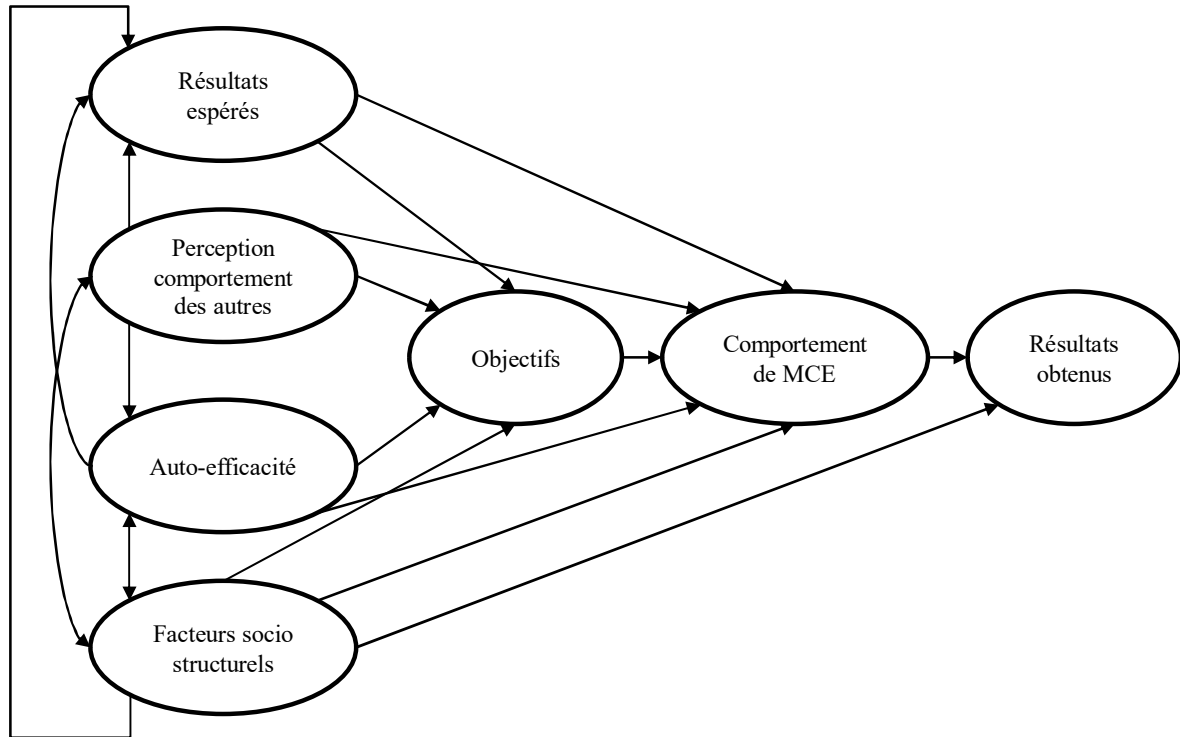 Résultats
espérés
Perception
comportement
des autres
Objectifs
Comportement
de MCE
Résultats
obtenus
Auto-efficacité
Facteurs socio
structurels